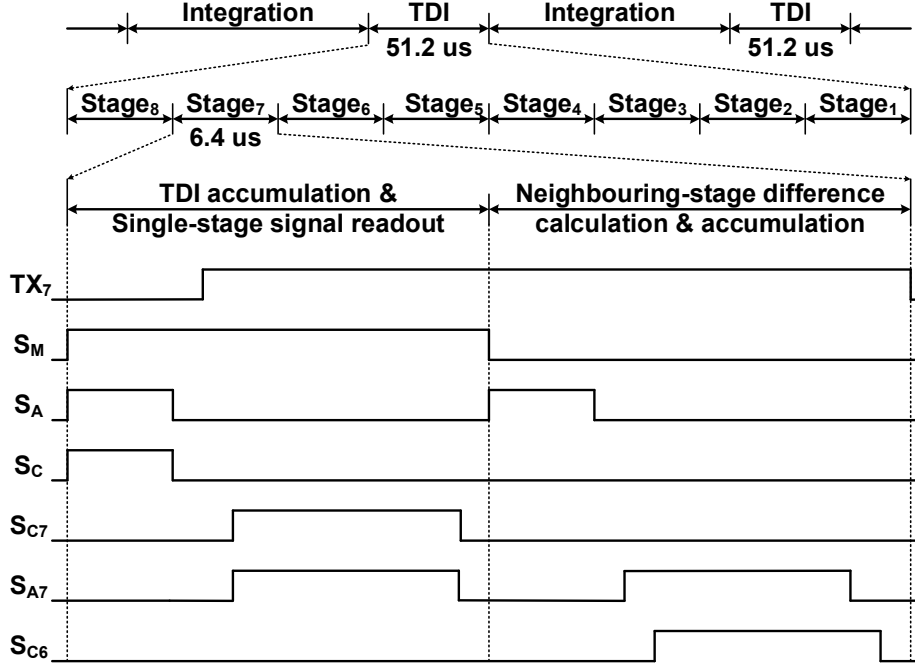 Integration TDI Integration TDI
51.2 us 51.2 us
Stage8 Stage7 Stage6 Stage5 Stage4 Stage3 Stage2 Stage1
6.4 us
TDI accumulation & Neighbouring-stage difference
Single-stage signal readout calculation & accumulation
TX7
SM
SA
SC
SC7
SA7
SC6